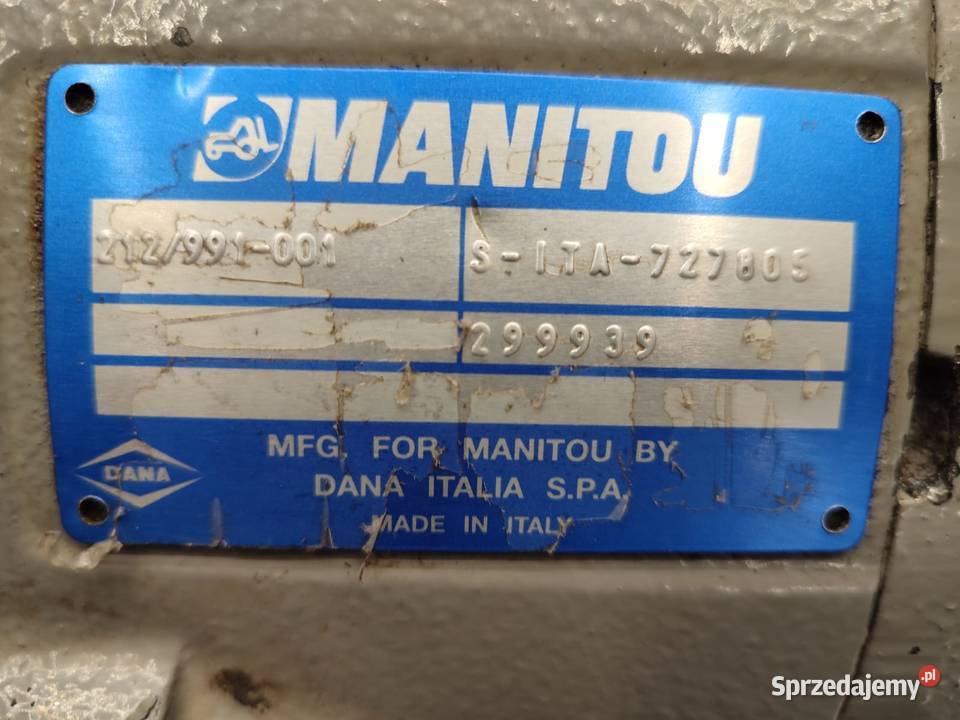 MANITOU
212/991-001 S-ITA-727805
299939
MFG. FOR MANITOU BY
DANA DANA ITALIA S.P.A.
MADE IN ITALY
Sprzedajemy.pl